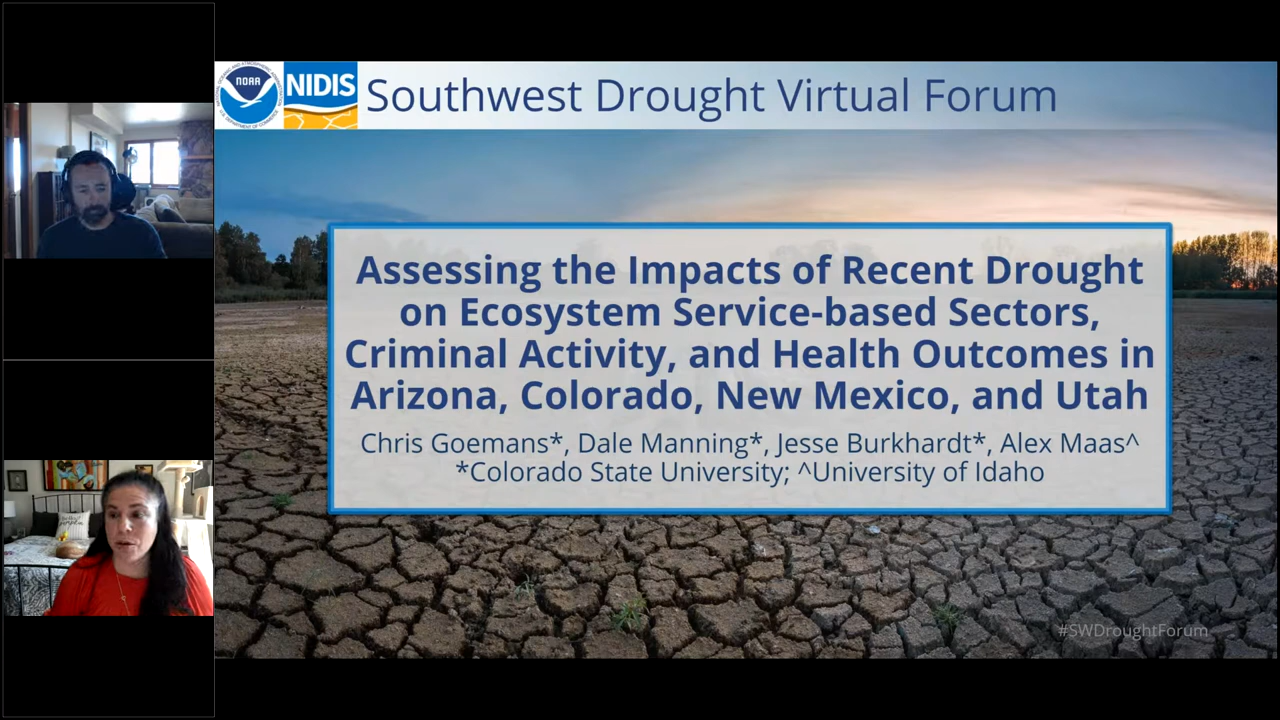 NOAA
NIDIS
Southwest Drought Virtual Forum
Assessing the Impacts of Recent Drought
on Ecosystem Service-based Sectors,
Criminal Activity, and Health Outcomes in
Arizona, Colorado, New Mexico, and Utah
Chris Goemans*, Dale Manning*, Jesse Burkhardt*, Alex Maas^
*Colorado State University; ^University of Idaho
#SWDroughtForum